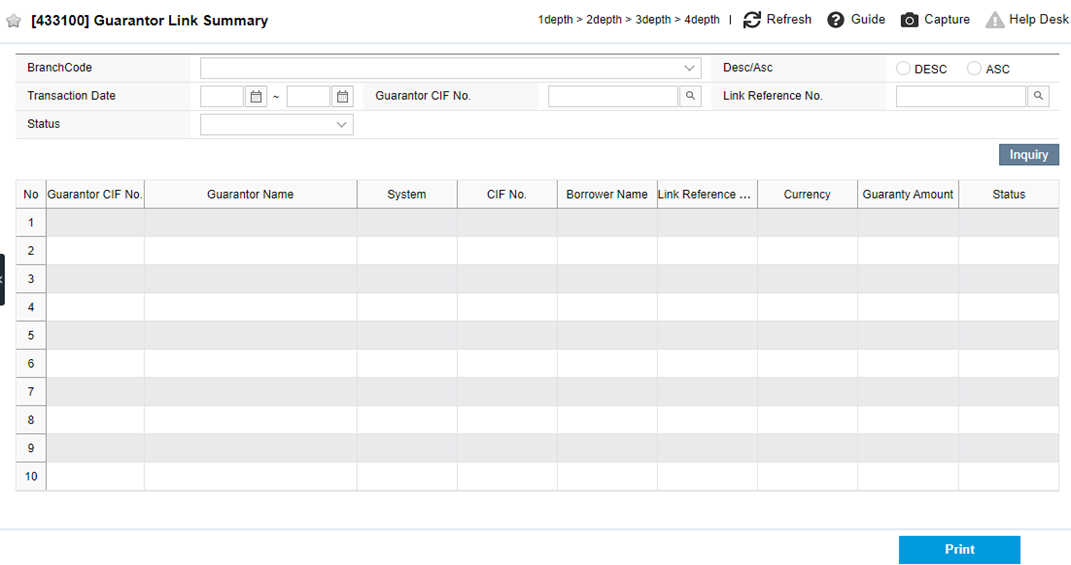 [433100] Guarantor Link Summary
1depth > 2depth > 3depth > 4depth | Refresh Guide Capture Help Desk
BranchCode Desc/Asc DESC ASC
Transaction Date ~ Guarantor CIF No. Link Reference No.
Status
Inquiry
No Guarantor CIF No. Guarantor Name System CIF No. Borrower Name Link Reference ... Currency Guaranty Amount Status
1
2
3
4
5
6
7
8
9
10
Print